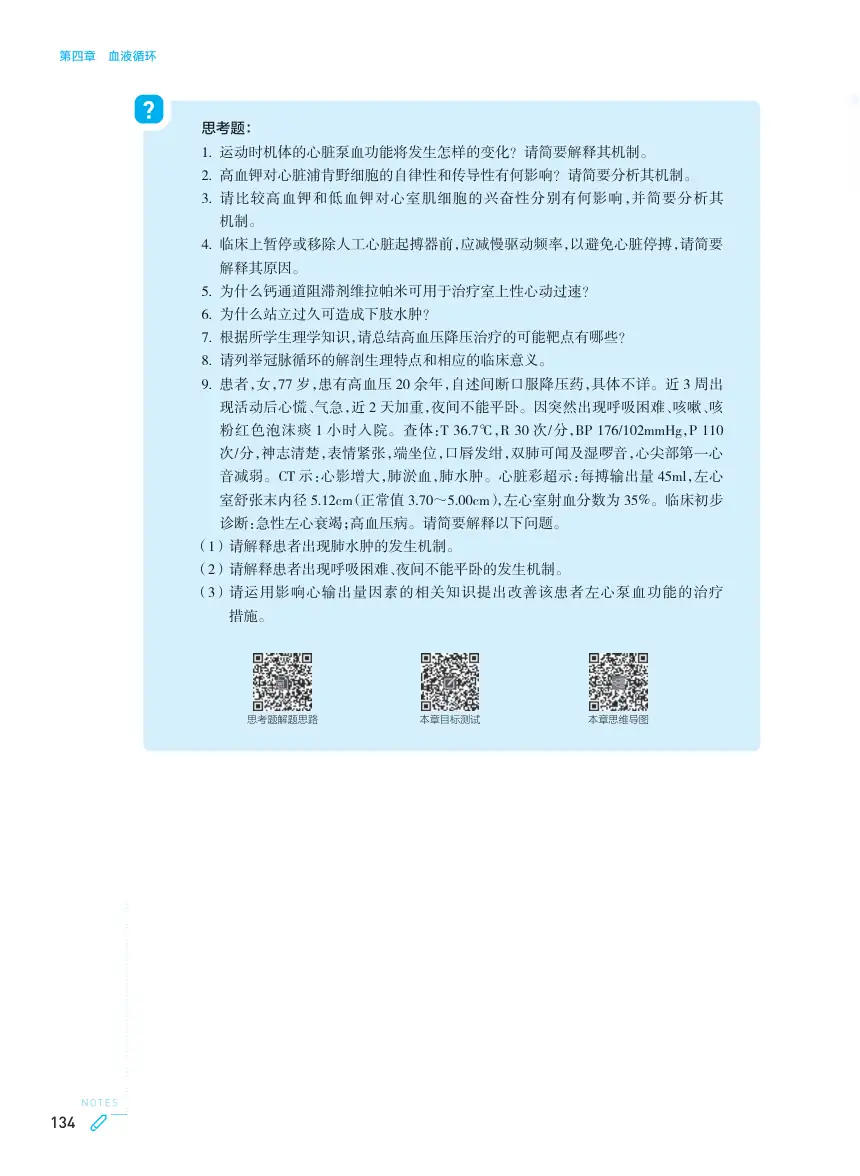 第四章 血液循环
?
思考题：
1. 运动时机体的心脏泵血功能将发生怎样的变化？请简要解释其机制。
2. 高血钾对心脏浦肯野细胞的自律性和传导性有何影响？请简要分析其机制。
3. 请比较高血钾和低血钾对心室肌细胞的兴奋性分别有何影响，并简要分析其
机制。
4. 临床上暂停或移除人工心脏起搏器前，应减慢驱动频率，以避免心脏停搏，请简要
解释其原因。
5. 为什么钙通道阻滞剂维拉帕米可用于治疗室上性心动过速？
6. 为什么站立过久可造成下肢水肿？
7. 根据所学生理学知识，请总结高血压降压治疗的可能靶点有哪些？
8. 请列举冠脉循环的解剖生理特点和相应的临床意义。
9. 患者，女，77 岁，患有高血压 20 余年，自述间断口服降压药，具体不详。近 3 周出
现活动后心慌、气急，近 2 天加重，夜间不能平卧。因突然出现呼吸困难、咳嗽、咳
粉红色泡沫痰 1 小时入院。查体：T 36.7℃，R 30 次/分，BP 176/102mmHg，P 110
次/分，神志清楚，表情紧张，端坐位，口唇发绀，双肺可闻及湿啰音，心尖部第一心
音减弱。CT 示：心影增大，肺淤血，肺水肿。心脏彩超示：每搏输出量 45ml，左心
室舒张末内径 5.12cm（正常值 3.70～5.00cm），左心室射血分数为 35%。临床初步
诊断：急性左心衰竭；高血压病。请简要解释以下问题。
（1）请解释患者出现肺水肿的发生机制。
（2）请解释患者出现呼吸困难、夜间不能平卧的发生机制。
（3）请运用影响心输出量因素的相关知识提出改善该患者左心泵血功能的治疗
措施。
思考题解题思路 本章目标测试 本章思维导图
NOTES
134